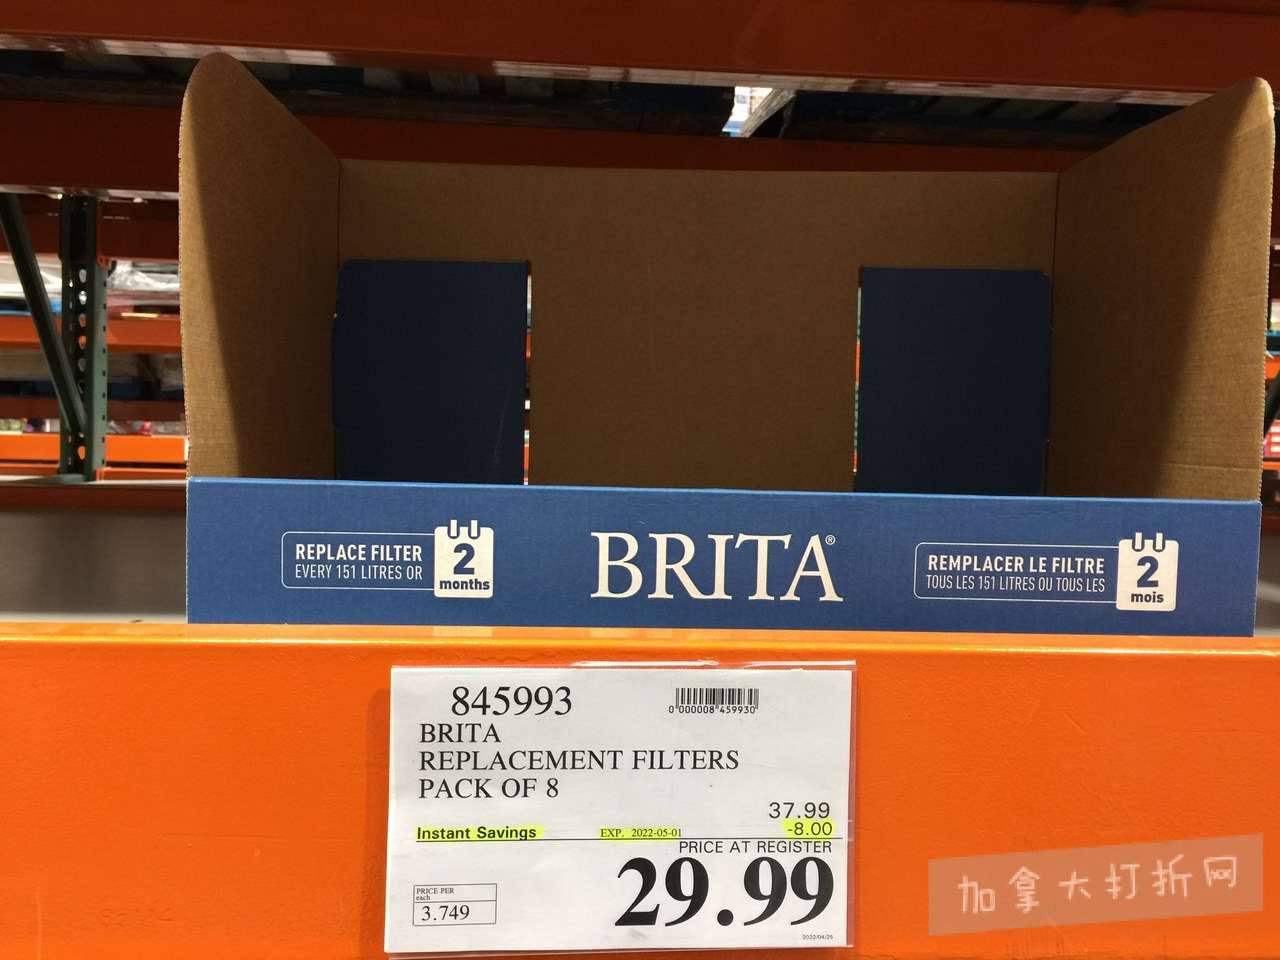 REPLACE FILTER
EVERY 151 LITRES OR
2
months
BRITA®
REMPLACER LE FILTRE
TOUS LES 151 LITRES OU TOUS LES
2
mois
845993
0 000008 459930
BRITA
REPLACEMENT FILTERS
PACK OF 8
37.99
Instant Savings EXP. 2022-05-01 -8.00
PRICE AT REGISTER
29.99
PRICE PER
each
3.749
2022/04/25
加拿大打折网